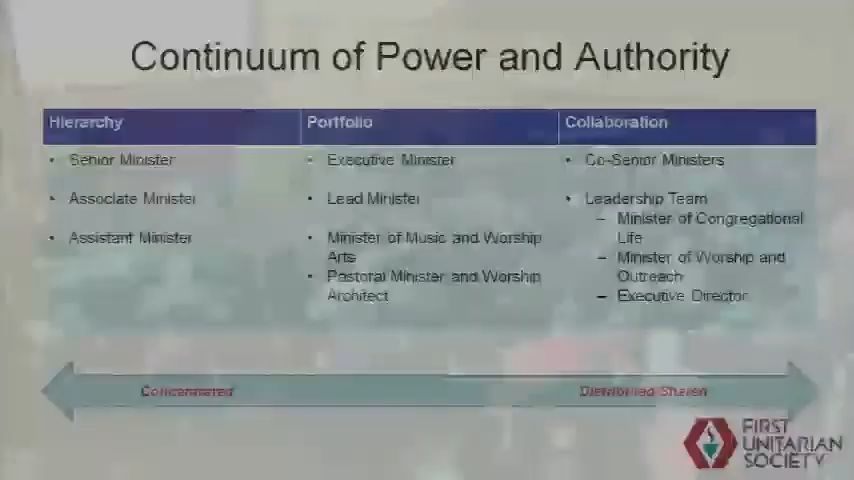 Continuum of Power and Authority
Hierarchy
Portfolio
Collaboration
• Senior Minister
• Associate Minister
• Assistant Minister
• Executive Minister
• Lead Minister
• Minister of Music and Worship
Arts
• Pastoral Minister and Worship
Architect
• Co-Senior Ministers
• Leadership Team
– Minister of Congregational
Life
– Minister of Worship and
Outreach
– Executive Director
Concentrated
Distributed/Shared
FIRST
UNITARIAN
SOCIETY